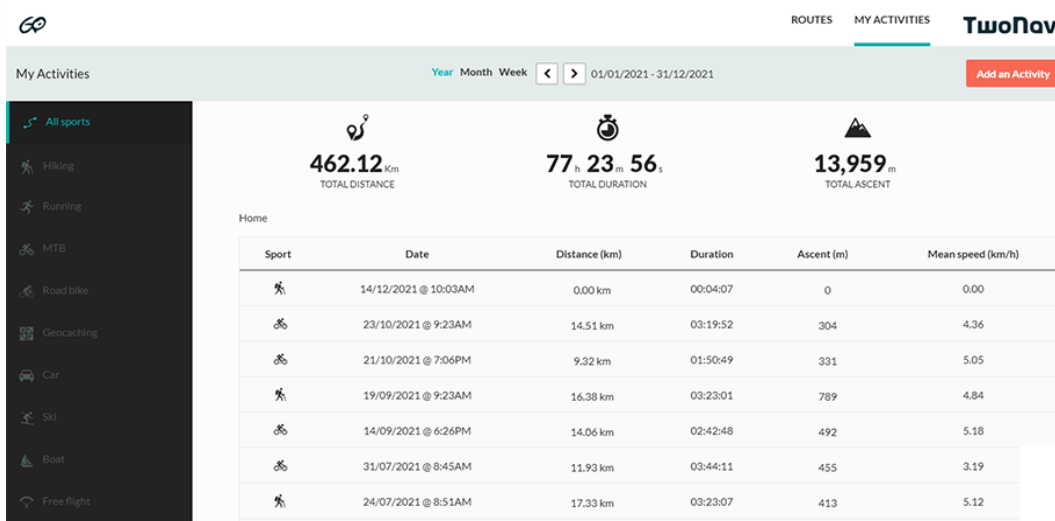 GO
ROUTES MY ACTIVITIES TwoNav
My Activities Year Month Week 01/01/2021 - 31/12/2021 Add an Activity
All sports
Hiking
Running
MTB
Road bike
Geocaching
Car
Ski
Boat
Free flight
462.12 Km 77 h 23 m 56 s 13,959 m
TOTAL DISTANCE TOTAL DURATION TOTAL ASCENT
Home
Sport Date Distance (km) Duration Ascent (m) Mean speed (km/h)
14/12/2021 @ 10:03AM 0.00 km 00:04:07 0 0.00
23/10/2021 @ 9:23AM 14.51 km 03:19:52 304 4.36
21/10/2021 @ 7:06PM 9.32 km 01:50:49 331 5.05
19/09/2021 @ 9:23AM 16.38 km 03:23:01 789 4.84
14/09/2021 @ 6:26PM 14.06 km 02:42:48 492 5.18
31/07/2021 @ 8:45AM 11.93 km 03:44:11 455 3.19
24/07/2021 @ 8:51AM 17.33 km 03:23:07 413 5.12